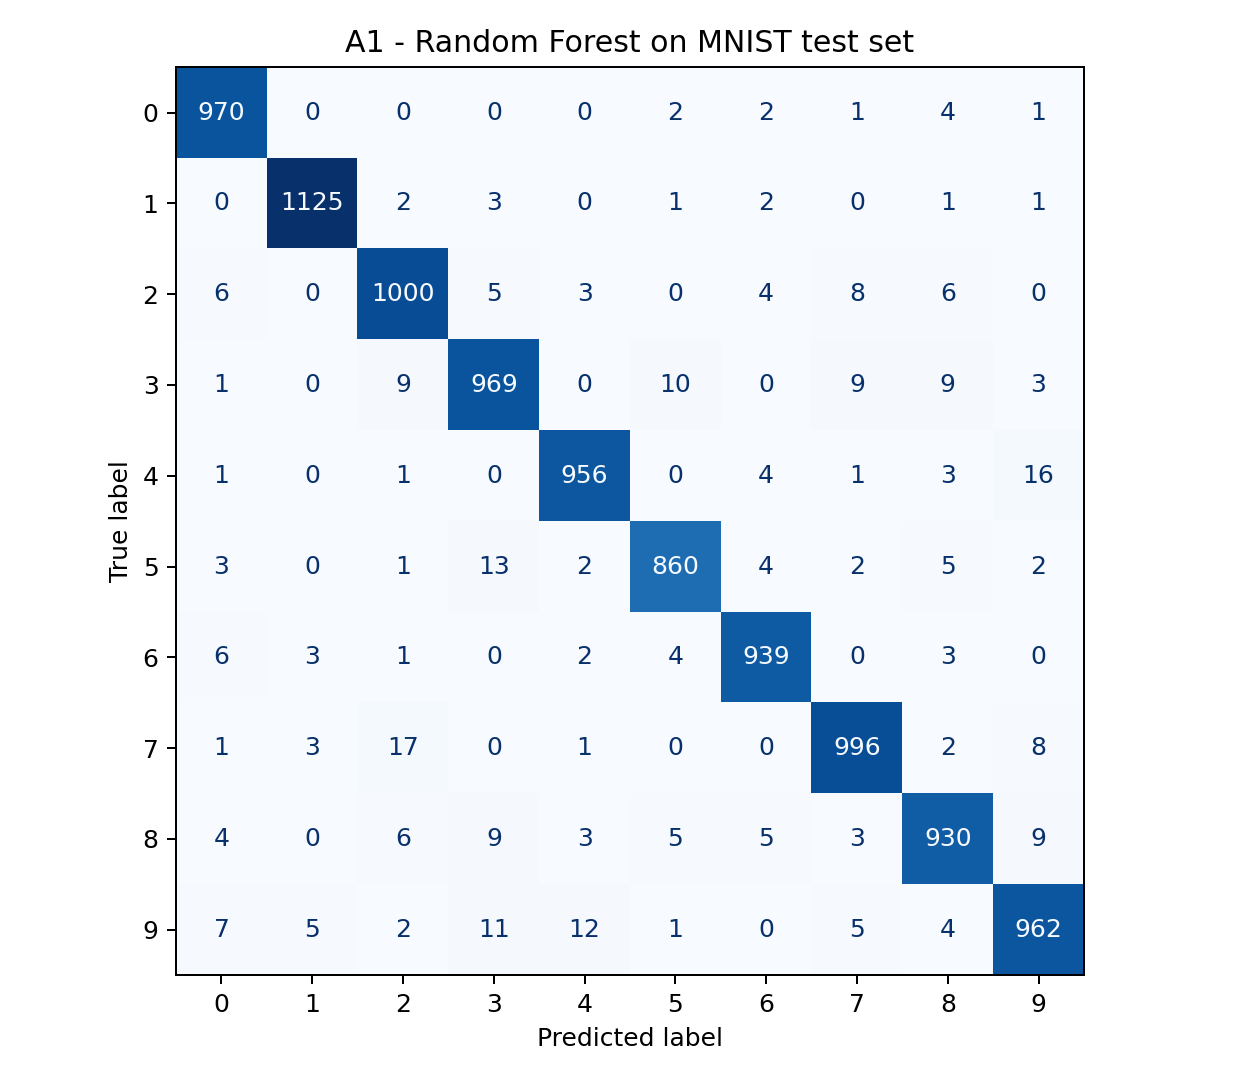 A1 - Random Forest on MNIST test set
0 970 0 0 0 0 2 2 1 4 1
1 0 1125 2 3 0 1 2 0 1 1
2 6 0 1000 5 3 0 4 8 6 0
3 1 0 9 969 0 10 0 9 9 3
4 1 0 1 0 956 0 4 1 3 16
5 3 0 1 13 2 860 4 2 5 2
6 6 3 1 0 2 4 939 0 3 0
7 1 3 17 0 1 0 0 996 2 8
8 4 0 6 9 3 5 5 3 930 9
9 7 5 2 11 12 1 0 5 4 962
True label
0 1 2 3 4 5 6 7 8 9
Predicted label